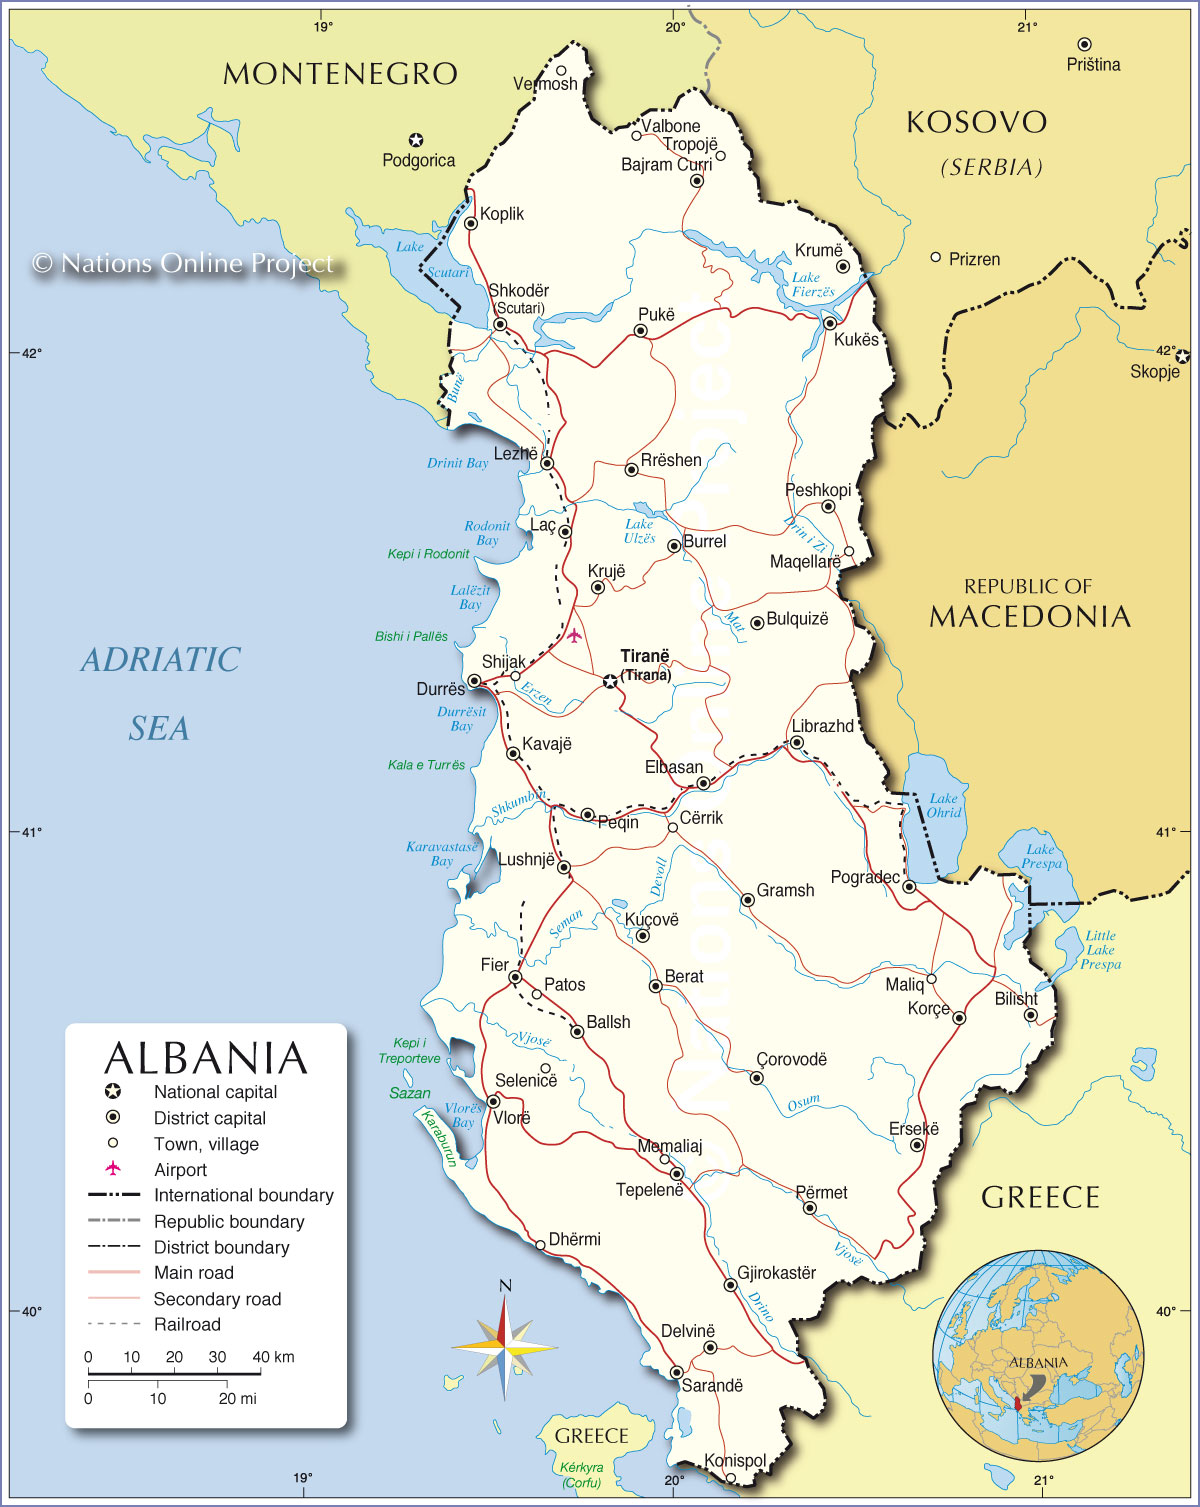 19°
20°
21°
Priština
MONTENEGRO
Vermosh
KOSOVO
(SERBIA)
Valbone
Tropojë
Bajram Curri
Podgorica
Koplik
Lake
Scutari
© Nations Online Project
Krumë
Prizren
Lake
Fierzës
Shkodër
(Scutari)
Pukë
Kukës
42°
42°
Skopje
Bunë
Lezhë
Drinit Bay
Rrëshen
Peshkopi
Rodonit
Bay
Laç
Lake
Ulzës
Burrel
Drin i Zi
Maqellarë
Kepi i Rodonit
Krujë
Lalëzit
Bay
REPUBLIC OF
MACEDONIA
Bulquizë
Mat
Bishi i Pallës
ADRIATIC
SEA
Shijak
Tiranë
(Tirana)
Durrës
Erzen
Durrësit
Bay
Librazhd
Kavajë
Kala e Turrës
Elbasan
Shkumbin
Lake
Ohrid
Peqin
Cërrik
41°
41°
Karavastase
Bay
Lushnjë
Lake
Prespa
Devoll
Pogradec
Gramsh
Seman
Kuçovë
Little
Lake
Prespa
Fier
Patos
Berat
Maliq
Korçe
Bilisht
Ballsh
Kepi i
Treporteve
Vjosë
Selenicë
Çorovodë
Sazan
Karaburun
Vlorës
Bay
Vlorë
Osum
Ersekë
Memaliaj
Tepelenë
Përmet
GREECE
Dhërmi
Vjosë
Gjirokastër
Drino
40°
40°
Delvinë
Sarandë
Konispol
GREECE
Kérkyra
(Corfu)
N
ALBANIA
National capital
District capital
Town, village
Airport
International boundary
Republic boundary
District boundary
Main road
Secondary road
Railroad
0 10 20 30 40 km
0 10 20 mi
ALBANIA
19°
20°
21°
Nations Online Project